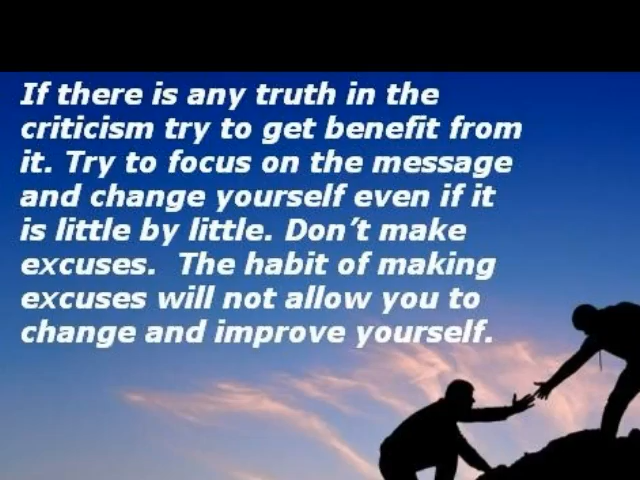 If there is any truth in the
criticism try to get benefit from
it. Try to focus on the message
and change yourself even if it
is little by little. Don’t make
excuses.  The habit of making
excuses will not allow you to
change and improve yourself.